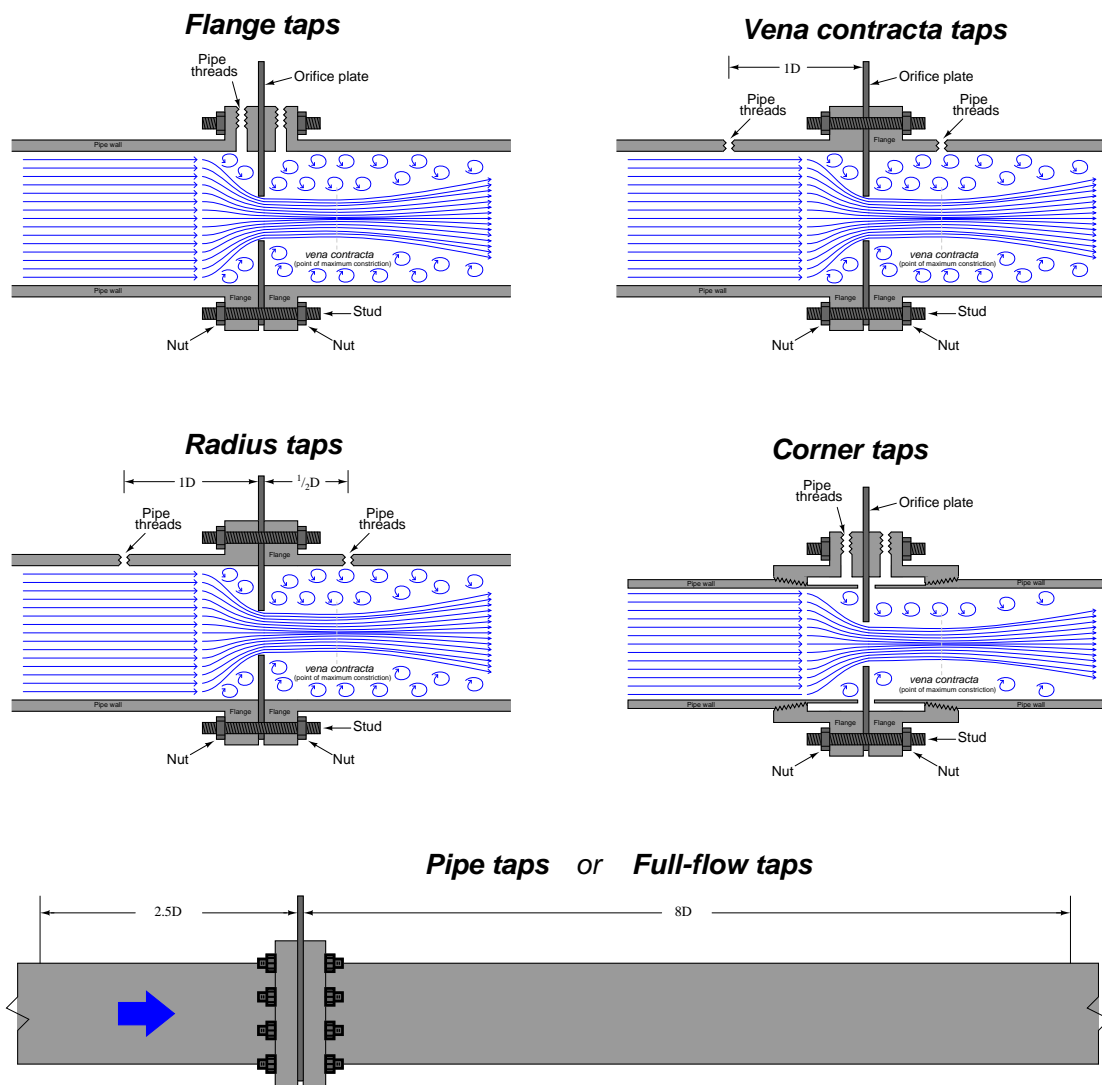 Flange taps
Pipe
threads
Orifice plate
Pipe wall
vena contracta
(point of maximum constriction)
Pipe wall
Flange
Flange
Stud
Nut
Nut
Vena contracta taps
1D
Orifice plate
Pipe
threads
Pipe
threads
Flange
vena contracta
(point of maximum constriction)
Pipe wall
Flange
Flange
Stud
Nut
Nut
Radius taps
1D
1/2D
Pipe
threads
Pipe
threads
Flange
vena contracta
(point of maximum constriction)
Pipe wall
Flange
Flange
Stud
Nut
Nut
Corner taps
Pipe
threads
Orifice plate
Pipe wall
Pipe wall
vena contracta
(point of maximum constriction)
Pipe wall
Pipe wall
Flange
Flange
Stud
Nut
Nut
Pipe taps or Full-flow taps
2.5D
8D